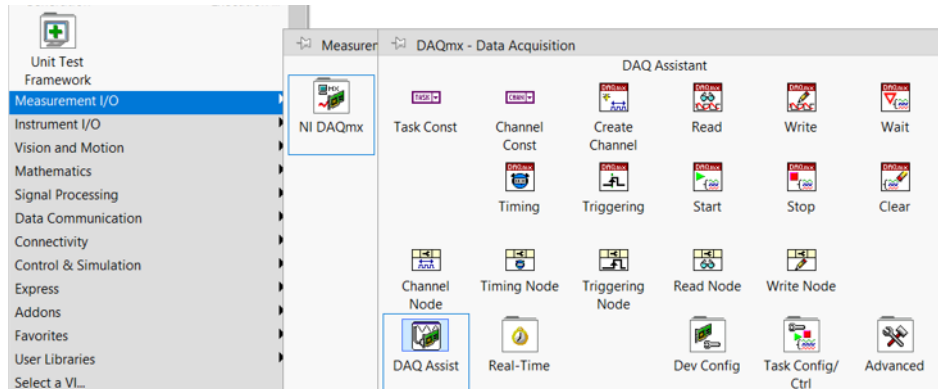 Unit Test
Framework
Measurement I/O
Instrument I/O
Vision and Motion
Mathematics
Signal Processing
Data Communication
Connectivity
Control & Simulation
Express
Addons
Favorites
User Libraries
Select a VI...
Measurer
NI DAQmx
DAQmx - Data Acquisition
DAQ Assistant
TASK
CHAN
Task Const
Channel
Const
Create
Channel
Read
Write
Wait
Timing
Triggering
Start
Stop
Clear
Channel
Node
Timing Node
Triggering
Node
Read Node
Write Node
DAQ Assist
Real-Time
Dev Config
Task Config/
Ctrl
Advanced